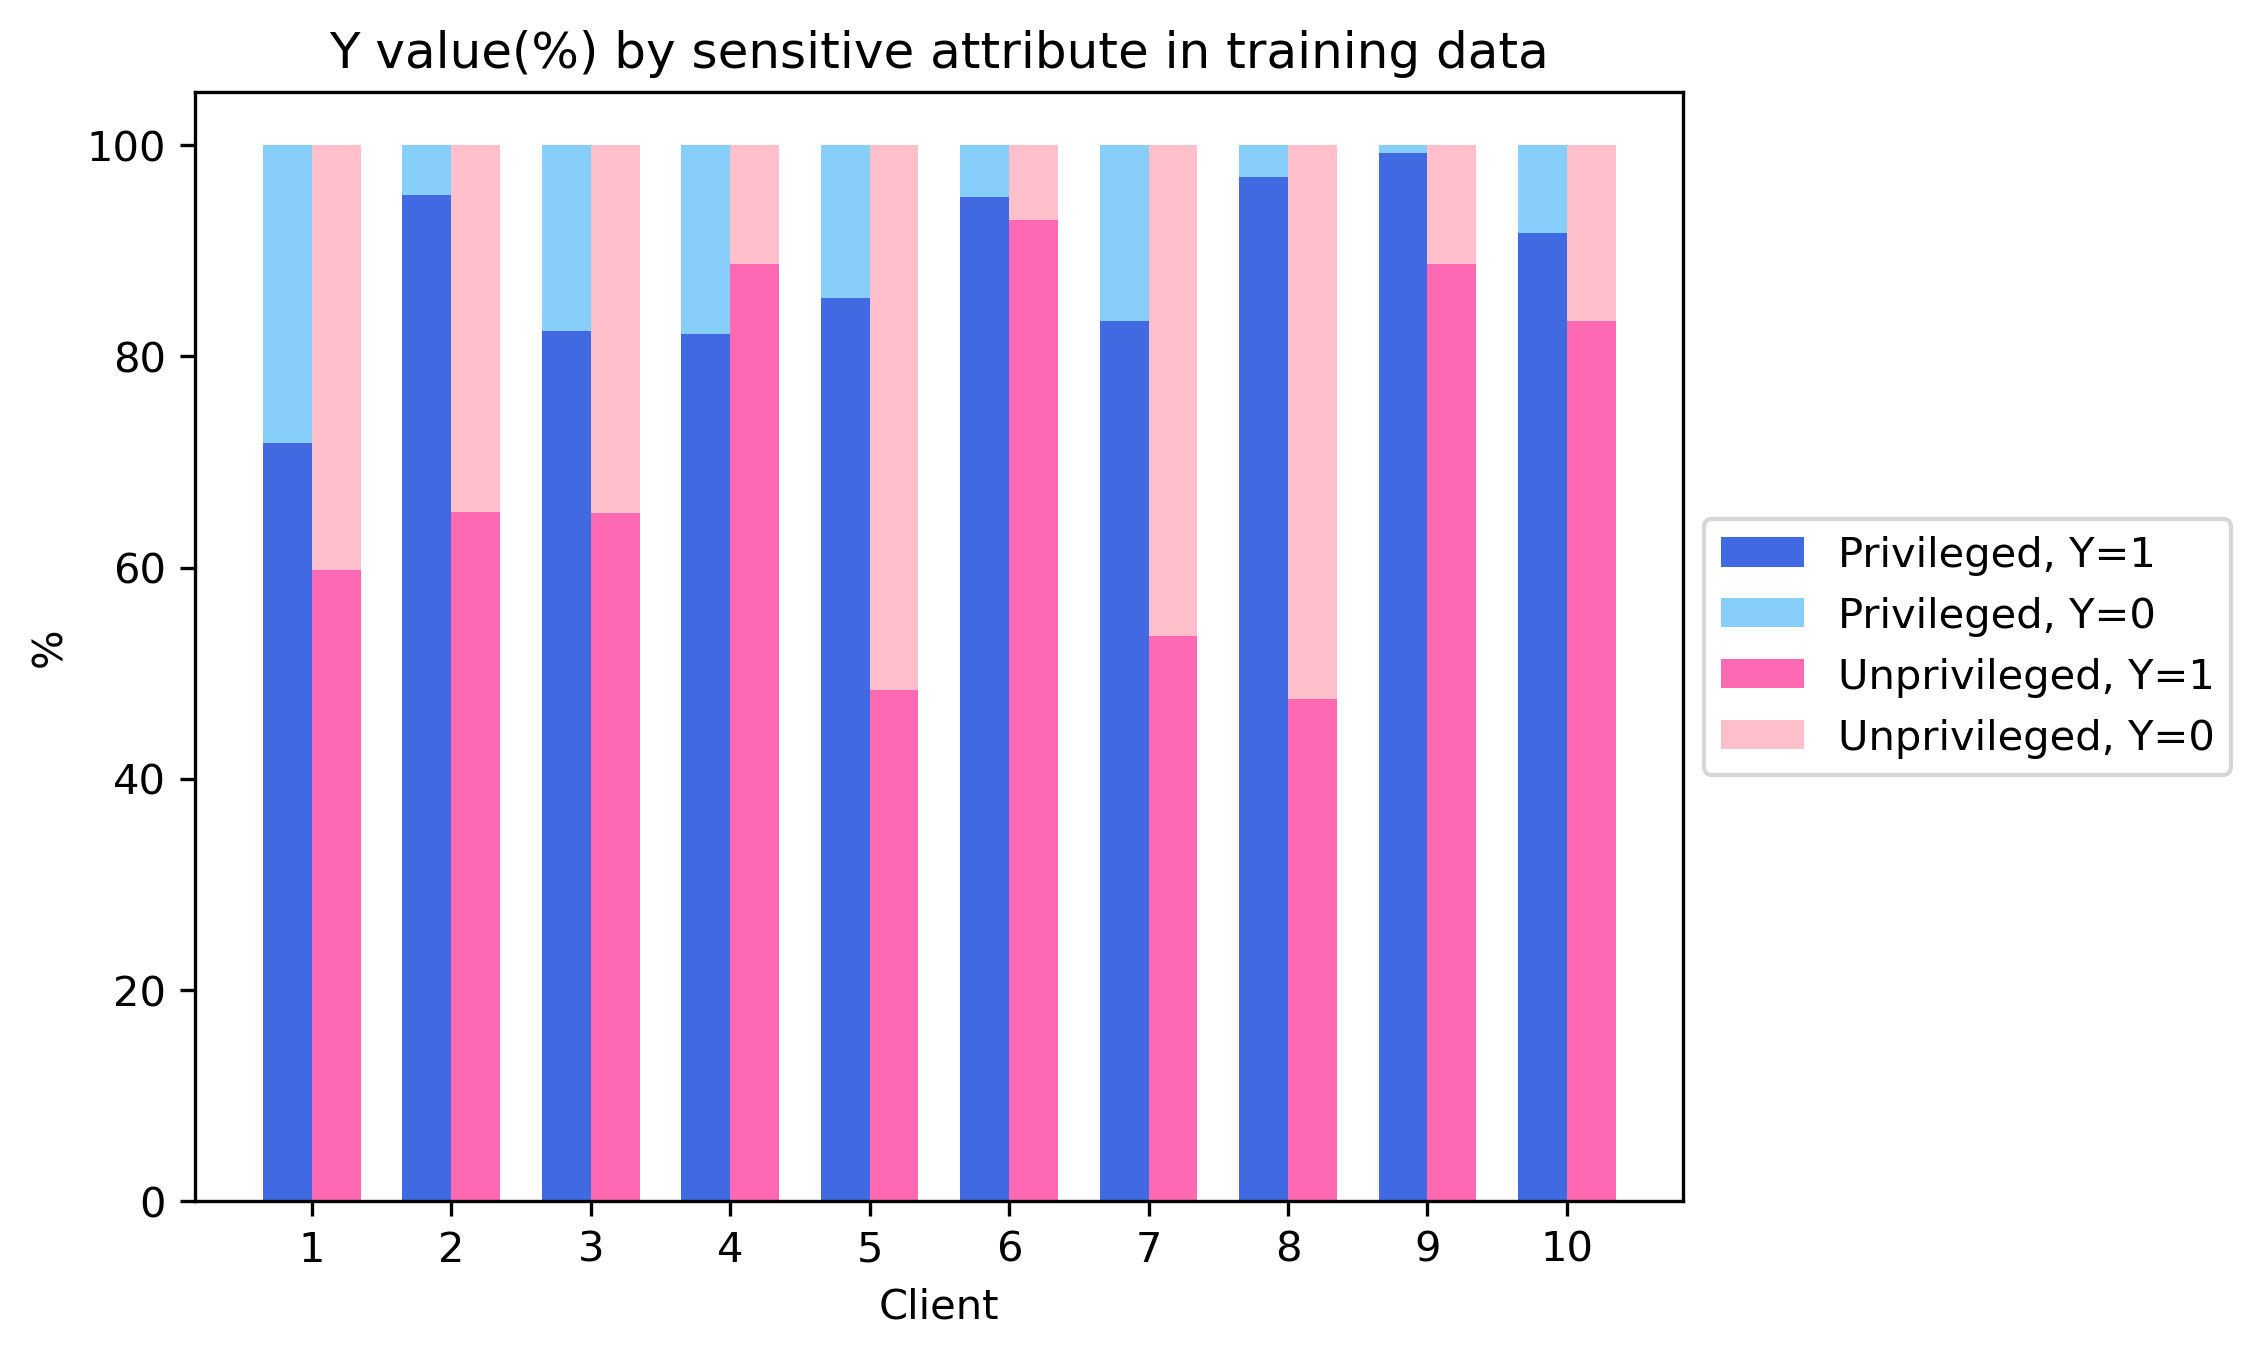 Y value(%) by sensitive attribute in training data
100
80
60
40
20
0
%
1 2 3 4 5 6 7 8 9 10
Client
Privileged, Y=1
Privileged, Y=0
Unprivileged, Y=1
Unprivileged, Y=0